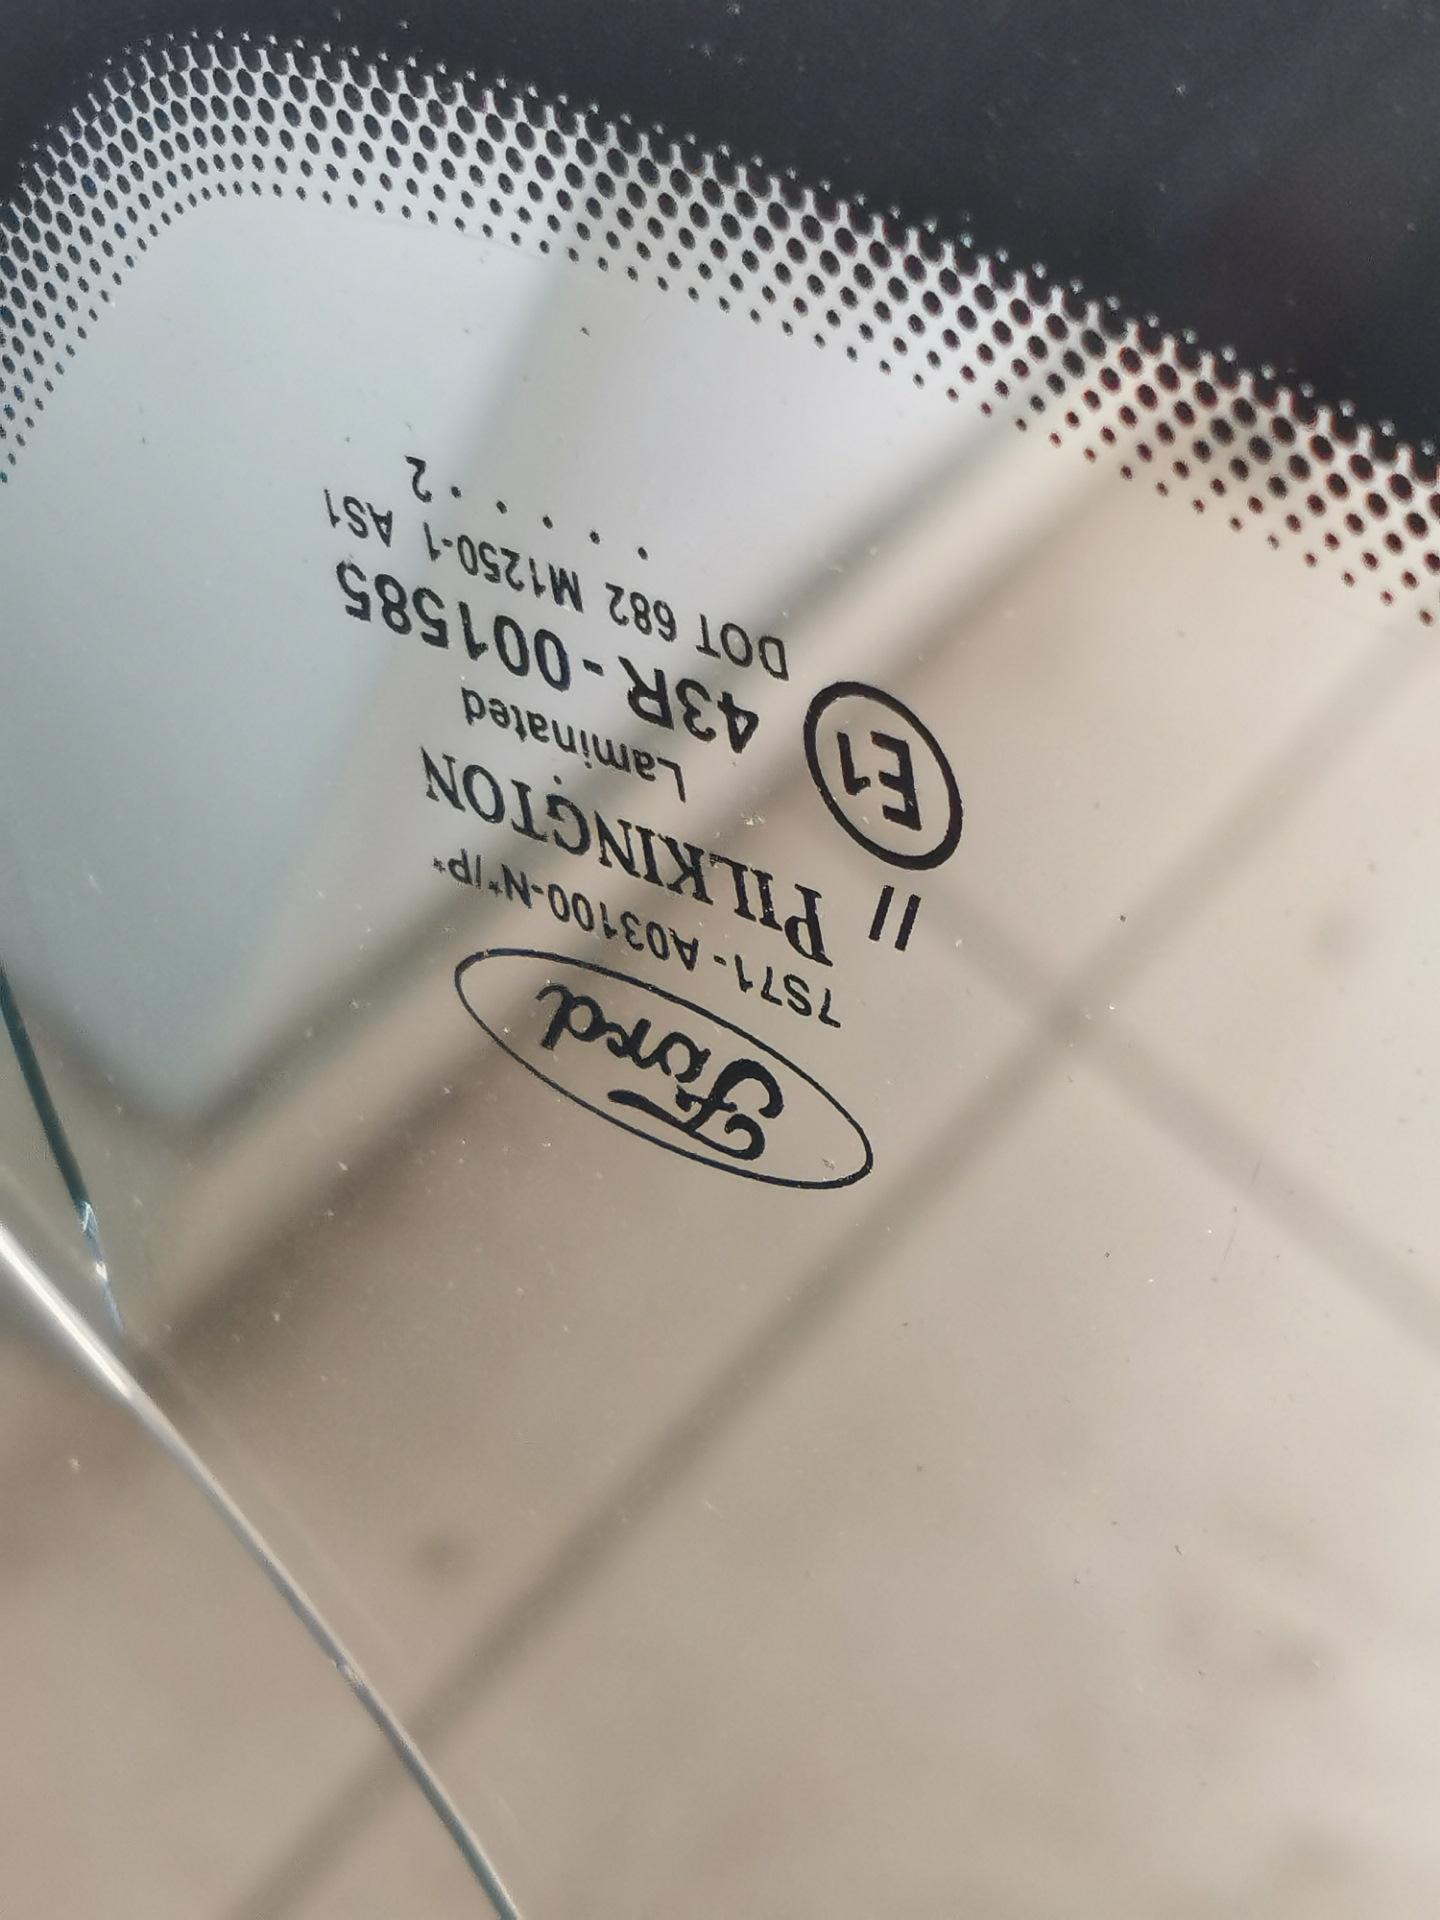 Ford
7S71-A03100-N*/P*
// PILKINGTON
Laminated
E1 43R-001585
DOT 682 M1250-1 AS1
.....2